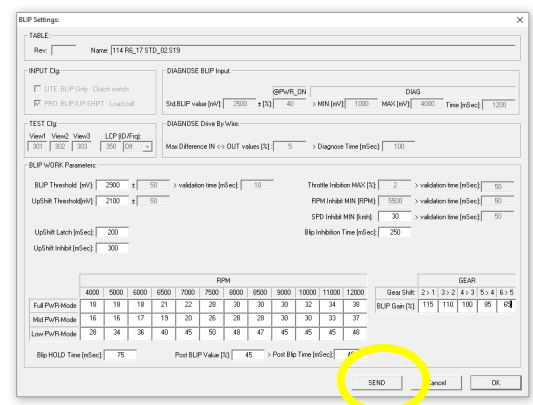 BLIP Settings:
TABLE:
Rev: Name: 114 R6_17 STD_02.S19
INPUT Cfg: DIAGNOSE BLIP Input
LITE: BLIP Only - Clutch switch @PWR_ON DIAG
PRO: BLIP/UP-SHIFT - Load cell Std.BLIP value [mV]: 2500 ± [%]: 40 > MIN [mV]: 1000 MAX [mV]: 4000 Time [mSec]: 1200
TEST Cfg: DIAGNOSE Drive By Wire:
View1 View2 View3 LCP (ID/Frq):
301 302 303 350 Off Max Difference IN <-> OUT values [%] : 5 > Diagnose Time [mSec]: 100
BLIP WORK Parameters:
BLIP Threshold [mV]: 2900 ± 50 > validation time [mSec]: 10 Throttle Inibition MAX [%]: 2 > validation time [mSec]: 50
UpShift Threshold[mV]: 2100 ± 50 RPM Inhibit MIN [RPM]: 5500 > validation time [mSec]: 50
SPD Inhibit MIN [kmh]: 30 > validation time [mSec]: 50
UpShift Latch [mSec]: 200 Blip Inhibition Time [mSec]: 250
UpShift Inhibit [mSec]: 300
RPM GEAR
4000 5000 6000 6500 7000 7500 8000 8500 9000 10000 11000 12000 Gear Shift: 2 > 1 3 > 2 4 > 3 5 > 4 6 > 5
Full PWR-Mode 18 18 18 21 22 28 30 30 30 32 34 38 BLIP Gain [%]: 115 110 100 85 65
Mid PWR-Mode 16 16 17 19 20 26 28 28 30 30 33 37
Low PWR-Mode 28 34 36 40 45 50 48 47 45 45 45 48
Blip HOLD Time [mSec]: 75 Post BLIP Value [%]: 45 > Post Blip Time [mSec]:
SEND Cancel OK